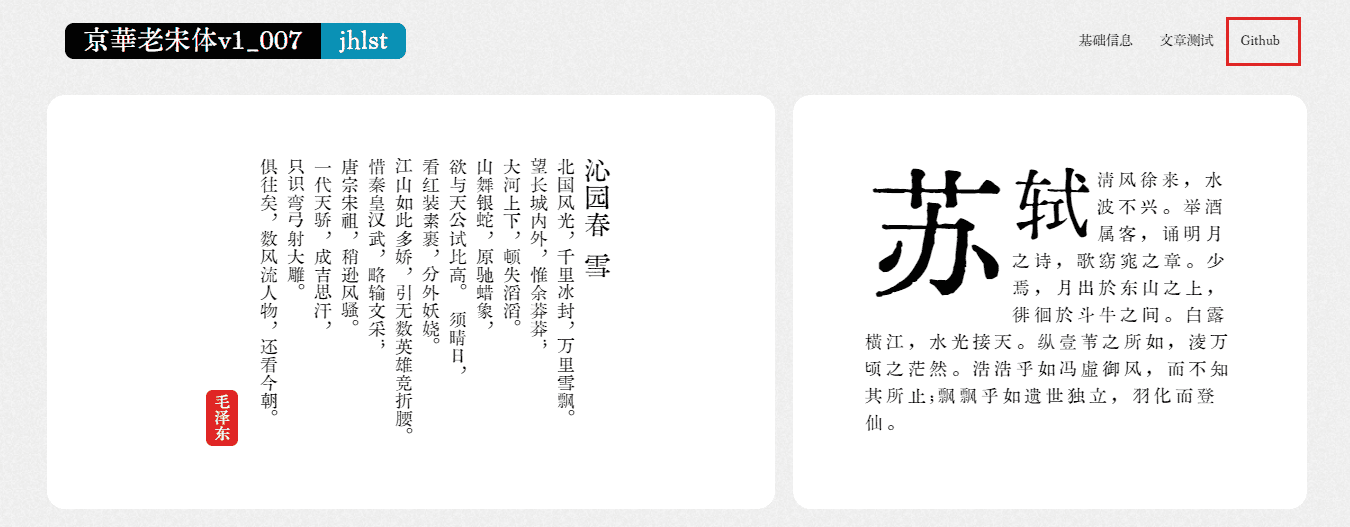 京華老宋体v1_007 jhlst
基础信息 文章测试 Github
沁园春 雪
北国风光，千里冰封，万里雪飘。
望长城内外，惟余莽莽，
大河上下，顿失滔滔。
山舞银蛇，原驰蜡象，
欲与天公试比高。 须晴日，
看红装素裹，分外妖娆。
江山如此多娇，引无数英雄竞折腰。
惜秦皇汉武，略输文采；
唐宗宋祖，稍逊风骚。
一代天骄，成吉思汗，
只识弯弓射大雕。
俱往矣，数风流人物，还看今朝。
毛泽东
苏轼
清风徐来，水
波不兴。举酒
属客，诵明月
之诗，歌窈窕之章。少
焉，月出於东山之上，
徘徊於斗牛之间。白露
横江，水光接天。纵壹苇之所如，淩万
顷之茫然。浩浩乎如冯虚御风，而不知
其所止;飘飘乎如遗世独立，羽化而登
仙。